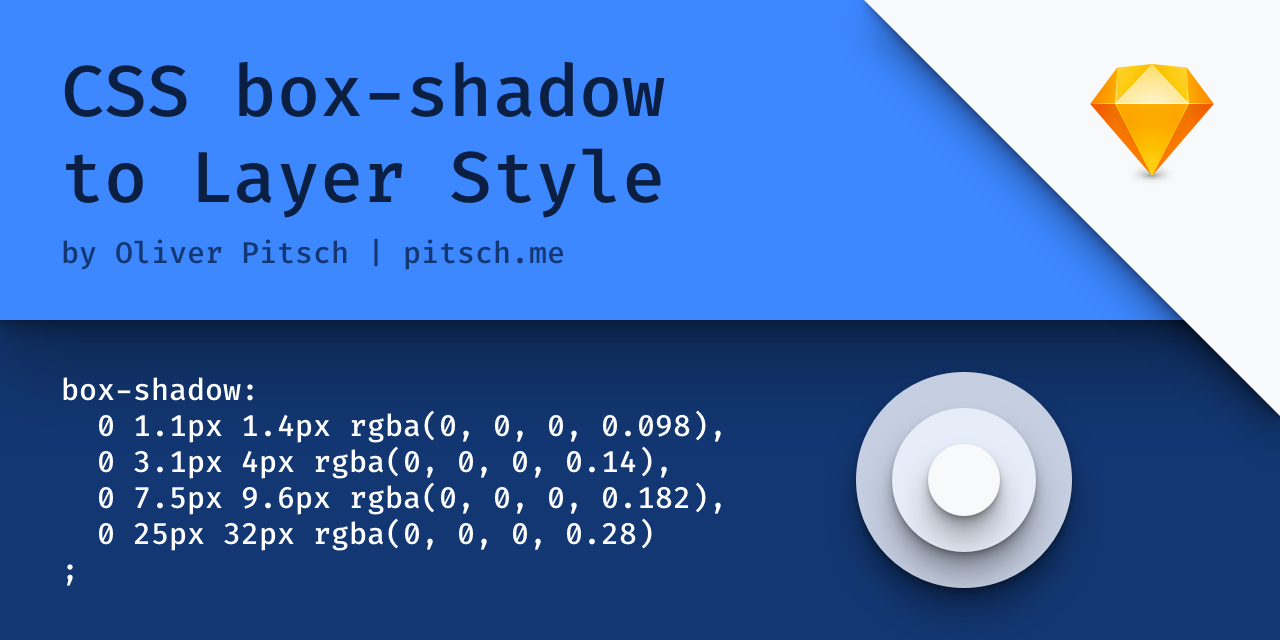 CSS box-shadow
to Layer Style
by Oliver Pitsch | pitsch.me
box-shadow:
  0 1.1px 1.4px rgba(0, 0, 0, 0.098),
  0 3.1px 4px rgba(0, 0, 0, 0.14),
  0 7.5px 9.6px rgba(0, 0, 0, 0.182),
  0 25px 32px rgba(0, 0, 0, 0.28)
;